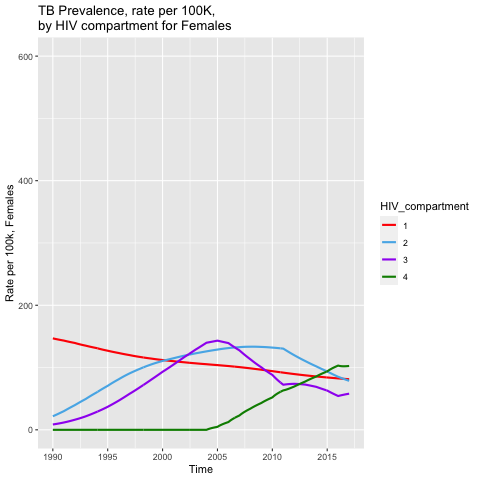 TB Prevalence, rate per 100K,
by HIV compartment for Females
600
400
200
0
Rate per 100k, Females
1990
1995
2000
2005
2010
2015
Time
HIV_compartment
1
2
3
4